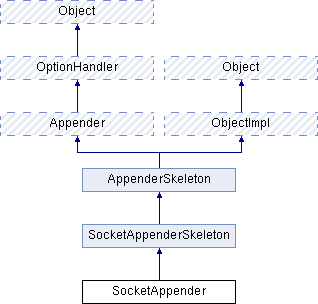 Object
OptionHandler Object
Appender ObjectImpl
AppenderSkeleton
SocketAppenderSkeleton
SocketAppender